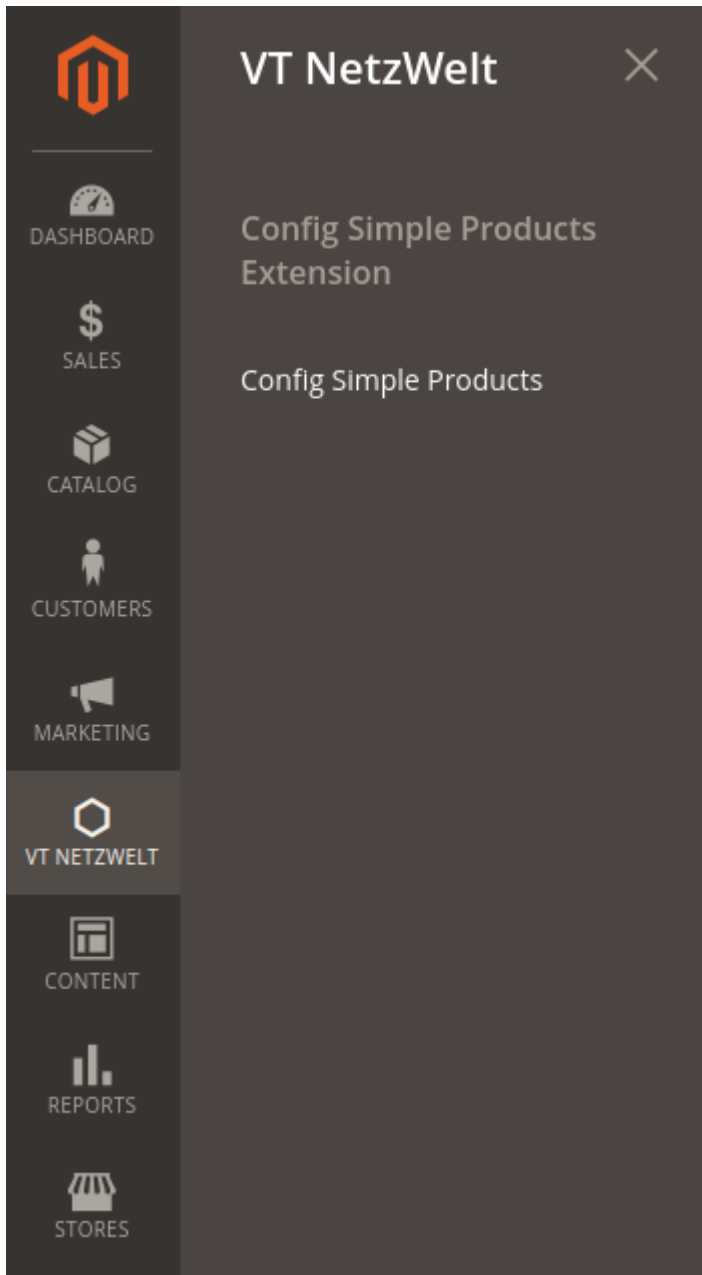 VT NetzWelt
Config Simple Products
Extension
Config Simple Products
DASHBOARD
SALES
CATALOG
CUSTOMERS
MARKETING
VT NETZWELT
CONTENT
REPORTS
STORES